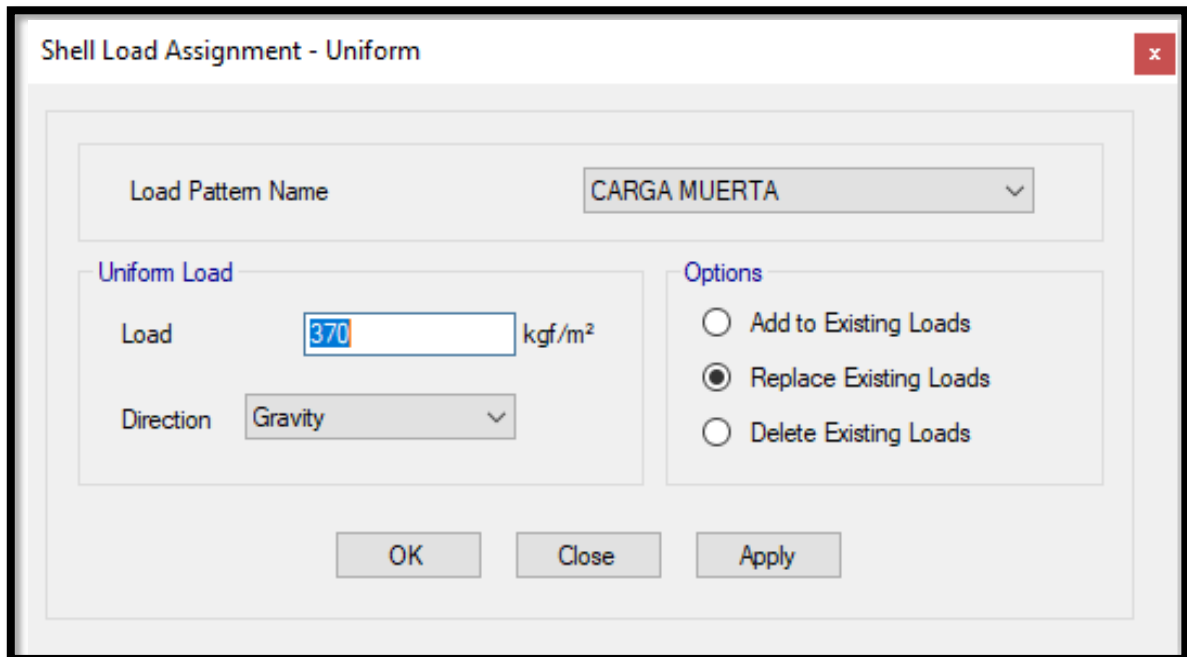 Shell Load Assignment - Uniform
x
Load Pattern Name
CARGA MUERTA
Uniform Load
Load
370
kgf/m²
Direction
Gravity
Options
Add to Existing Loads
Replace Existing Loads
Delete Existing Loads
OK
Close
Apply